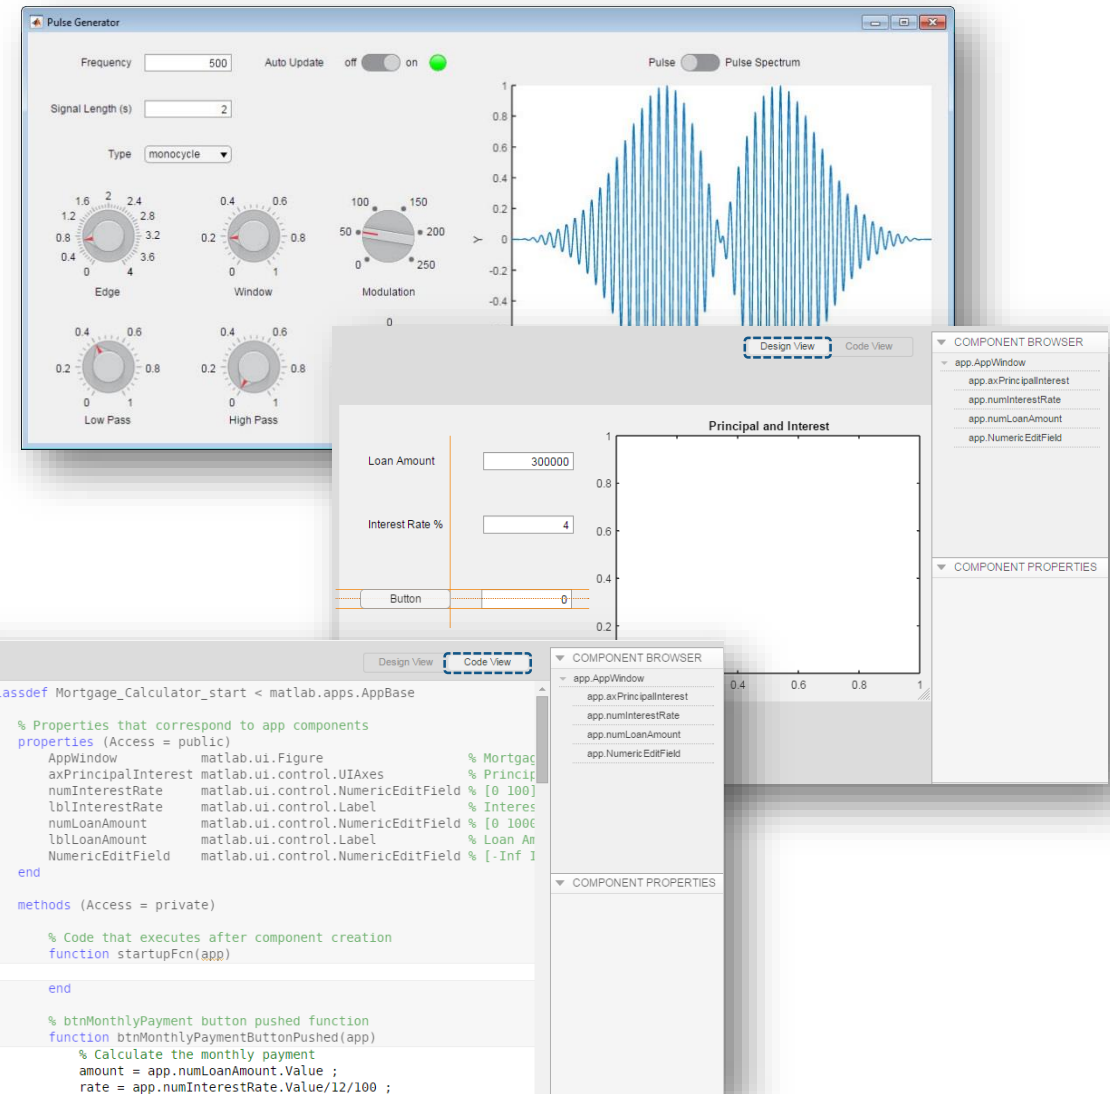 Pulse Generator
Frequency 500 Auto Update off on Pulse Pulse Spectrum
Signal Length (s) 2
Type monocycle
1
0.8
0.6
0.4
0.2
0
-0.2
-0.4
Y
0 0.4 0.8 1.2 1.6 2 2.4 2.8 3.2 3.6 4
Edge
0 0.2 0.4 0.6 0.8 1
Window
0 50 100 150 200 250
Modulation
0
0 0.2 0.4 0.6 0.8 1
Low Pass
0 0.2 0.4 0.6 0.8 1
High Pass
Design View Code View
Loan Amount 300000
Interest Rate % 4
Button 0
Principal and Interest
1
0.8
0.6
0.4
0.2
0.4 0.6 0.8 1
COMPONENT BROWSER
app.AppWindow
app.axPrincipalInterest
app.numInterestRate
app.numLoanAmount
app.NumericEditField
COMPONENT PROPERTIES
Design View Code View
lassdef Mortgage_Calculator_start < matlab.apps.AppBase
% Properties that correspond to app components
properties (Access = public)
AppWindow matlab.ui.Figure % Mortgag
axPrincipalInterest matlab.ui.control.UIAxes % Princip
numInterestRate matlab.ui.control.NumericEditField % [0 100]
lblInterestRate matlab.ui.control.Label % Interes
numLoanAmount matlab.ui.control.NumericEditField % [0 1000
lblLoanAmount matlab.ui.control.Label % Loan Am
NumericEditField matlab.ui.control.NumericEditField % [-Inf I
end
methods (Access = private)
% Code that executes after component creation
function startupFcn(app)
end
% btnMonthlyPayment button pushed function
function btnMonthlyPaymentButtonPushed(app)
% Calculate the monthly payment
amount = app.numLoanAmount.Value ;
rate = app.numInterestRate.Value/12/100 ;
COMPONENT BROWSER
app.AppWindow
app.axPrincipalInterest
app.numInterestRate
app.numLoanAmount
app.NumericEditField
COMPONENT PROPERTIES